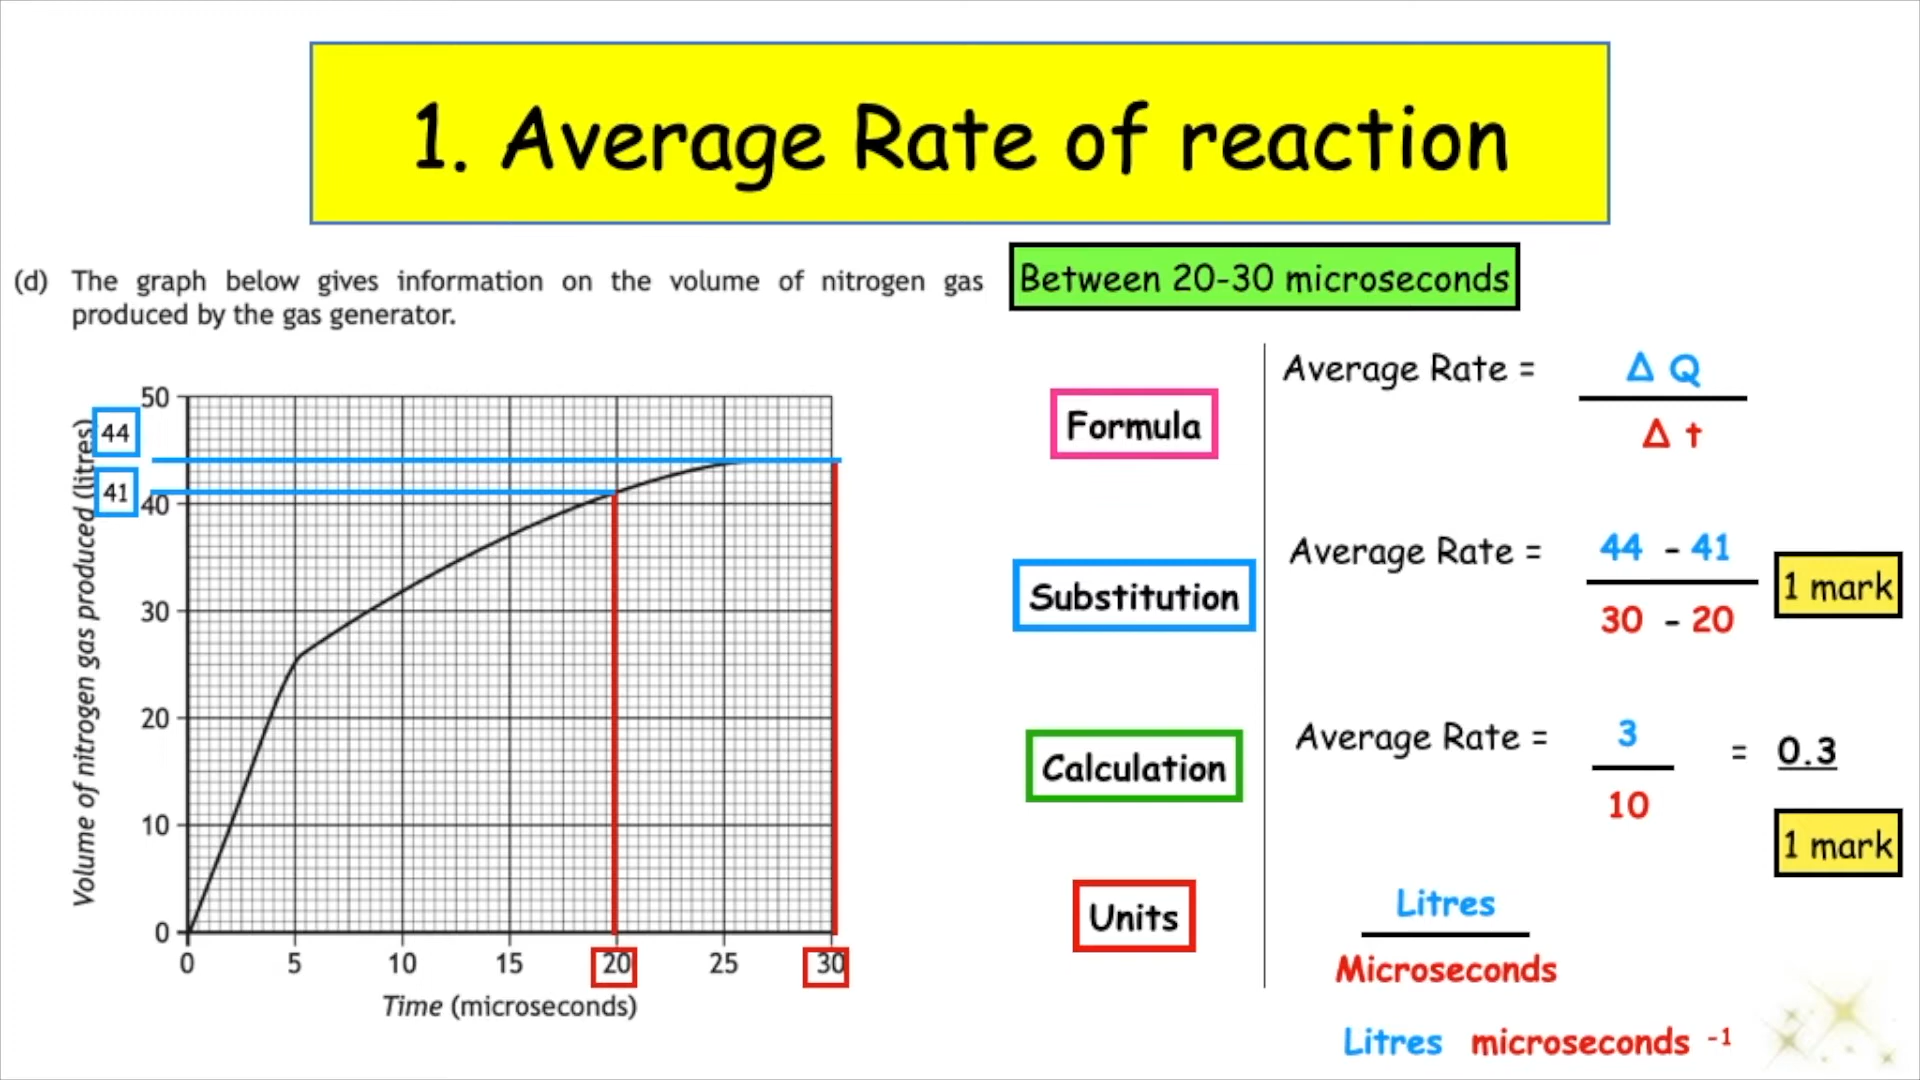 1. Average Rate of reaction
(d) The graph below gives information on the volume of nitrogen gas
produced by the gas generator.
Between 20-30 microseconds
Volume of nitrogen gas produced (litres)
50
44
41
40
30
20
10
0
0 5 10 15 20 25 30
Time (microseconds)
Formula
Average Rate = Δ Q
Δ t
Substitution
Average Rate = 44 - 41
30 - 20
1 mark
Calculation
Average Rate = 3
10
= 0.3
1 mark
Units
Litres
Microseconds
Litres microseconds -1